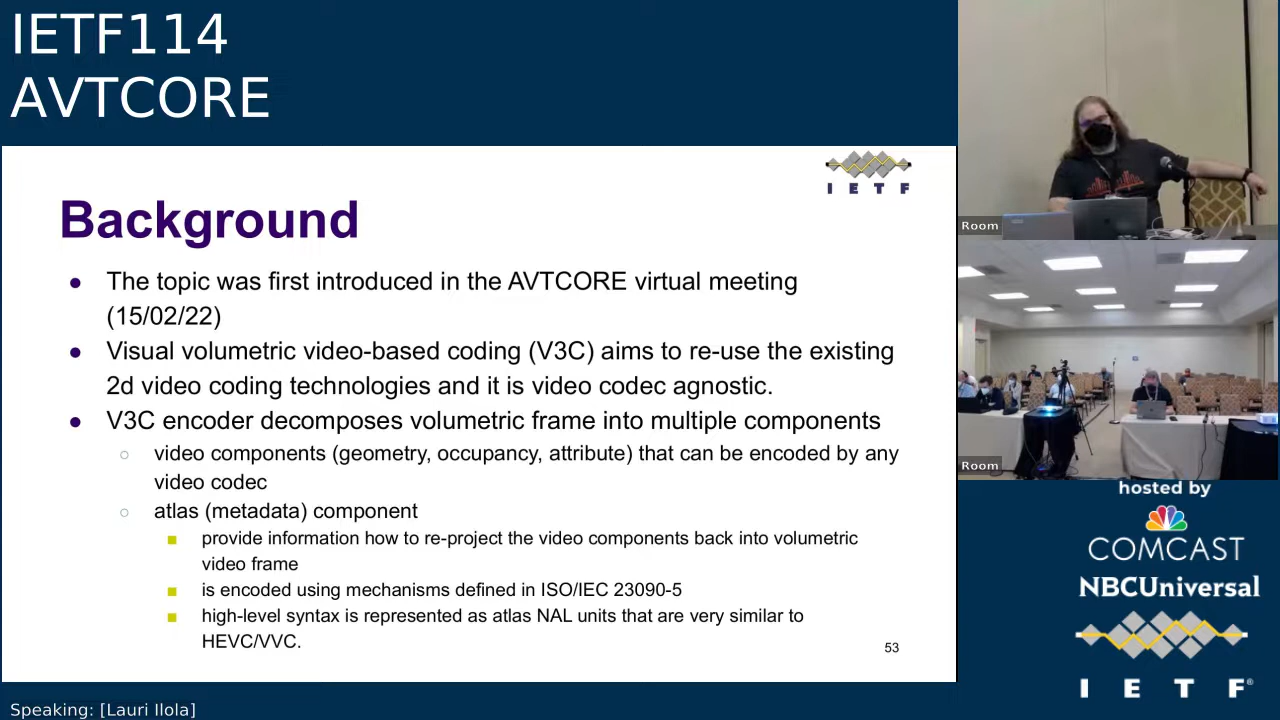 IETF114
AVTCORE
I E T F
Background
● The topic was first introduced in the AVTCORE virtual meeting
(15/02/22)
● Visual volumetric video-based coding (V3C) aims to re-use the existing
2d video coding technologies and it is video codec agnostic.
● V3C encoder decomposes volumetric frame into multiple components
○ video components (geometry, occupancy, attribute) that can be encoded by any
video codec
○ atlas (metadata) component
■ provide information how to re-project the video components back into volumetric
video frame
■ is encoded using mechanisms defined in ISO/IEC 23090-5
■ high-level syntax is represented as atlas NAL units that are very similar to
HEVC/VVC.
53
Speaking: [Lauri Ilola]
Room
Room
hosted by
COMCAST
NBCUniversal
I E T F®